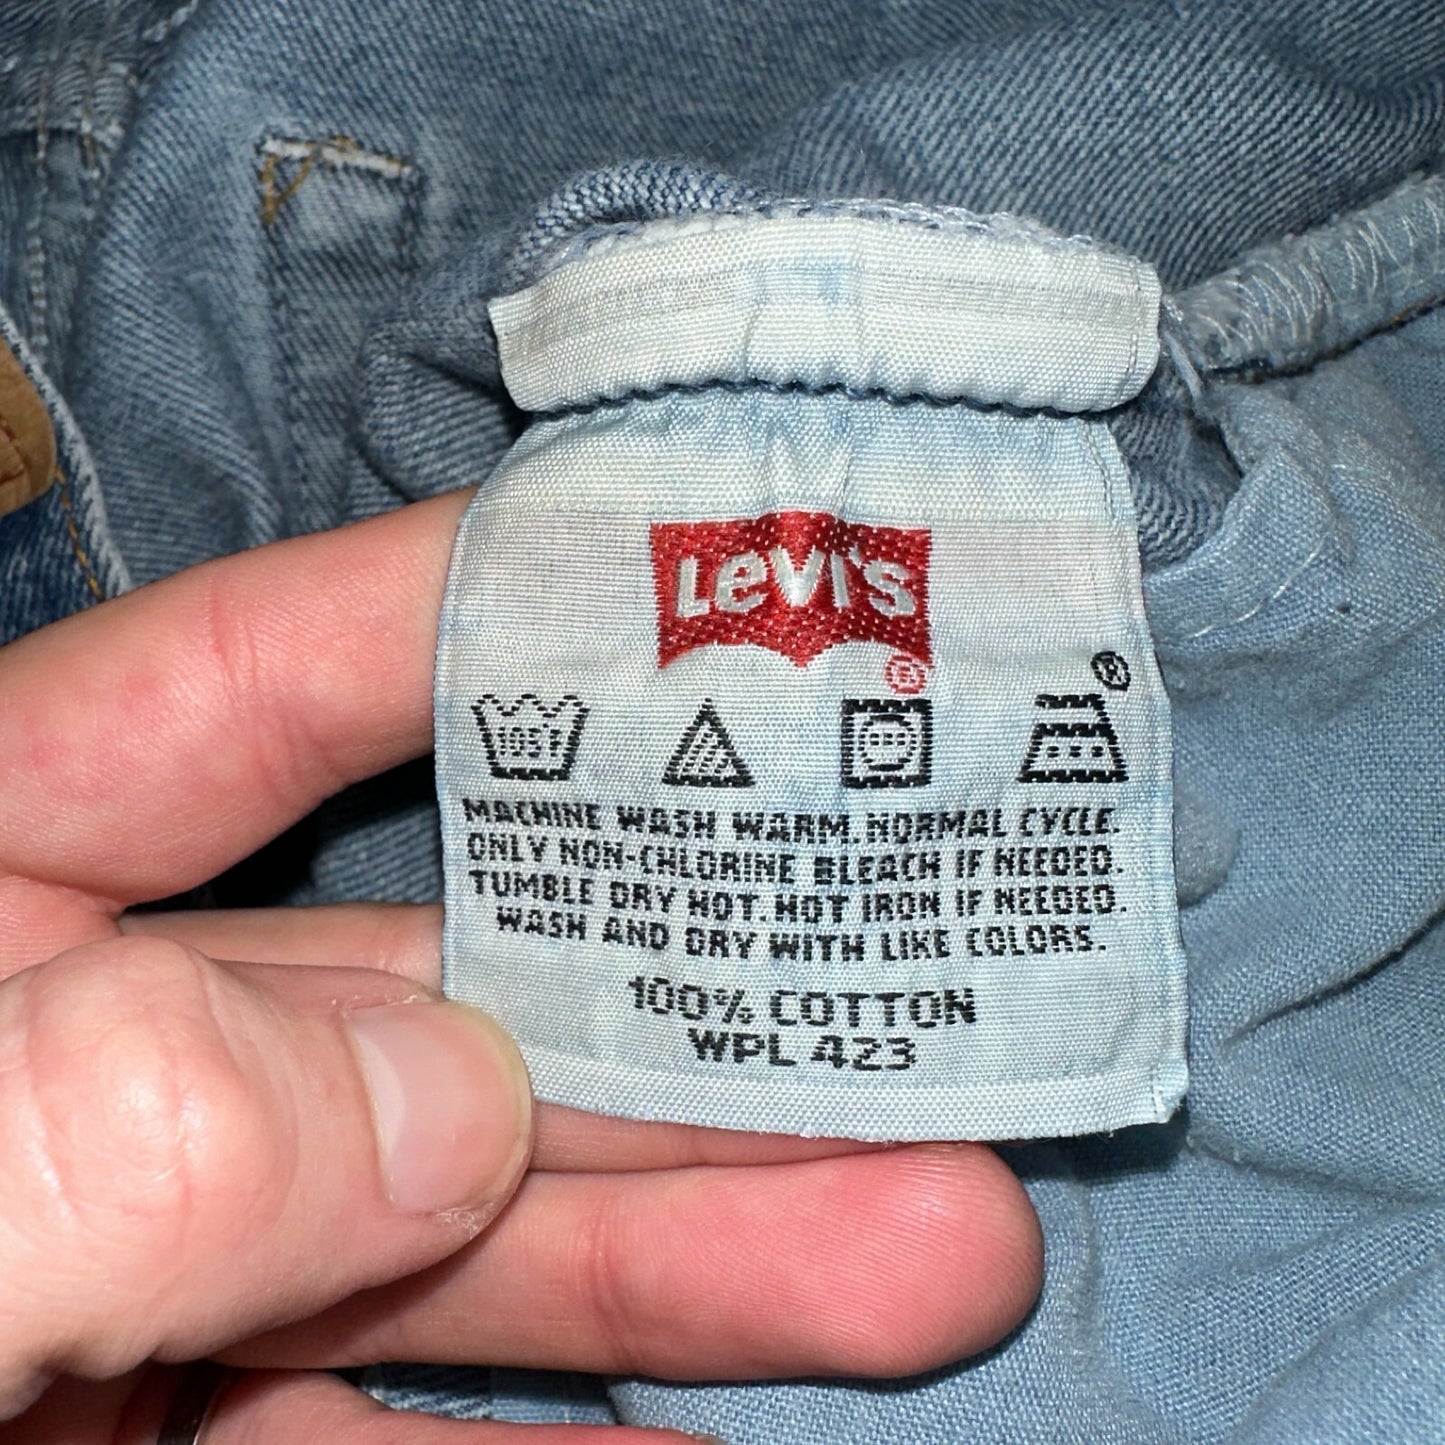 LEVI'S
®
®
105°F
MACHINE WASH WARM. NORMAL CYCLE.
ONLY NON-CHLORINE BLEACH IF NEEDED.
TUMBLE DRY HOT. HOT IRON IF NEEDED.
WASH AND DRY WITH LIKE COLORS.
100% COTTON
WPL 423